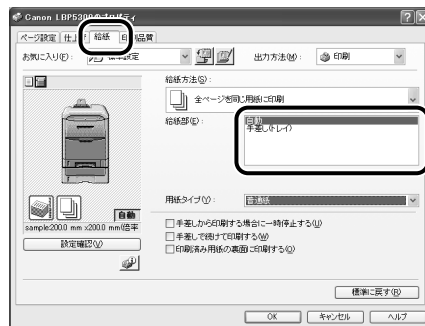 Canon LBP5300のプロパティ
ページ設定 仕上げ 給紙 印刷品質
お気に入り(F): 標準設定
出力方法(M): 印刷
給紙方法(S):
全ページを同じ用紙に印刷
給紙部(E):
自動
手差し(トレイ)
自動
sample:200.0 mm x200.0 mm(倍率
設定確認(V)
用紙タイプ(Y): 普通紙
手差しから印刷する場合に一時停止する(U)
手差しで続けて印刷する(W)
印刷済み用紙の裏面に印刷する(Q)
標準に戻す(R)
OK キャンセル ヘルプ